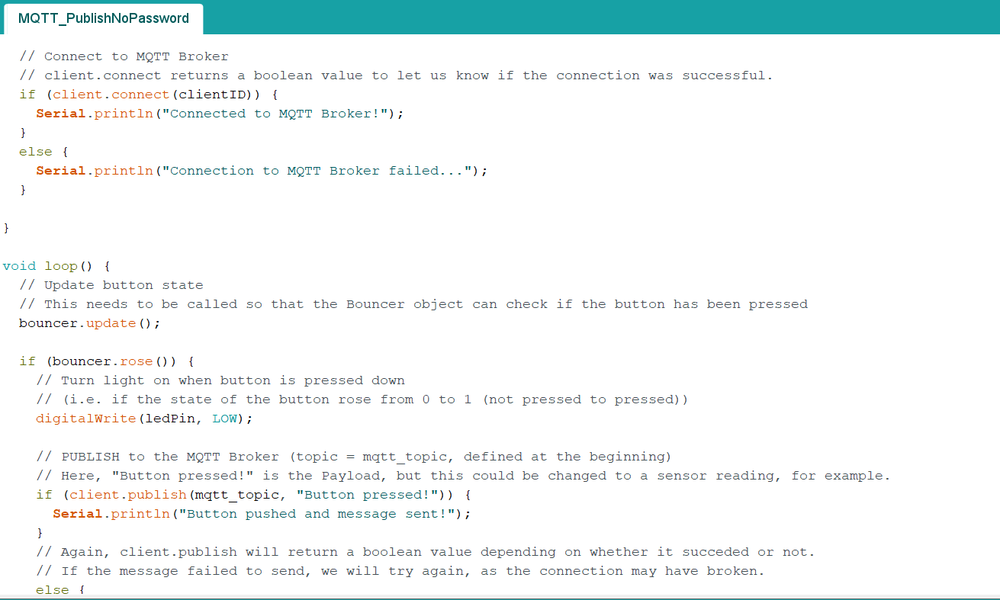 MQTT_PublishNoPassword
// Connect to MQTT Broker
// client.connect returns a boolean value to let us know if the connection was successful.
if (client.connect(clientID)) {
Serial.println("Connected to MQTT Broker!");
}
else {
Serial.println("Connection to MQTT Broker failed...");
}
}
void loop() {
// Update button state
// This needs to be called so that the Bouncer object can check if the button has been pressed
bouncer.update();
if (bouncer.rose()) {
// Turn light on when button is pressed down
// (i.e. if the state of the button rose from 0 to 1 (not pressed to pressed))
digitalWrite(ledPin, LOW);
// PUBLISH to the MQTT Broker (topic = mqtt_topic, defined at the beginning)
// Here, "Button pressed!" is the Payload, but this could be changed to a sensor reading, for example.
if (client.publish(mqtt_topic, "Button pressed!")) {
Serial.println("Button pushed and message sent!");
}
// Again, client.publish will return a boolean value depending on whether it succeded or not.
// If the message failed to send, we will try again, as the connection may have broken.
else {